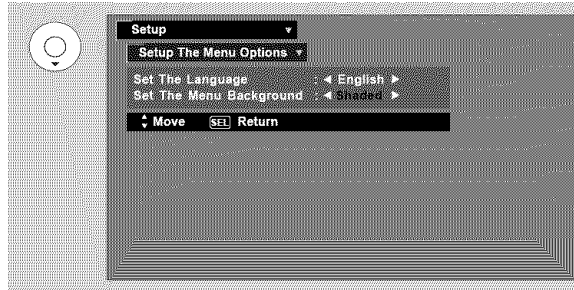 Setup
Setup The Menu Options
Set The Language : English
Set The Menu Background : Shaded
Move SEL Return